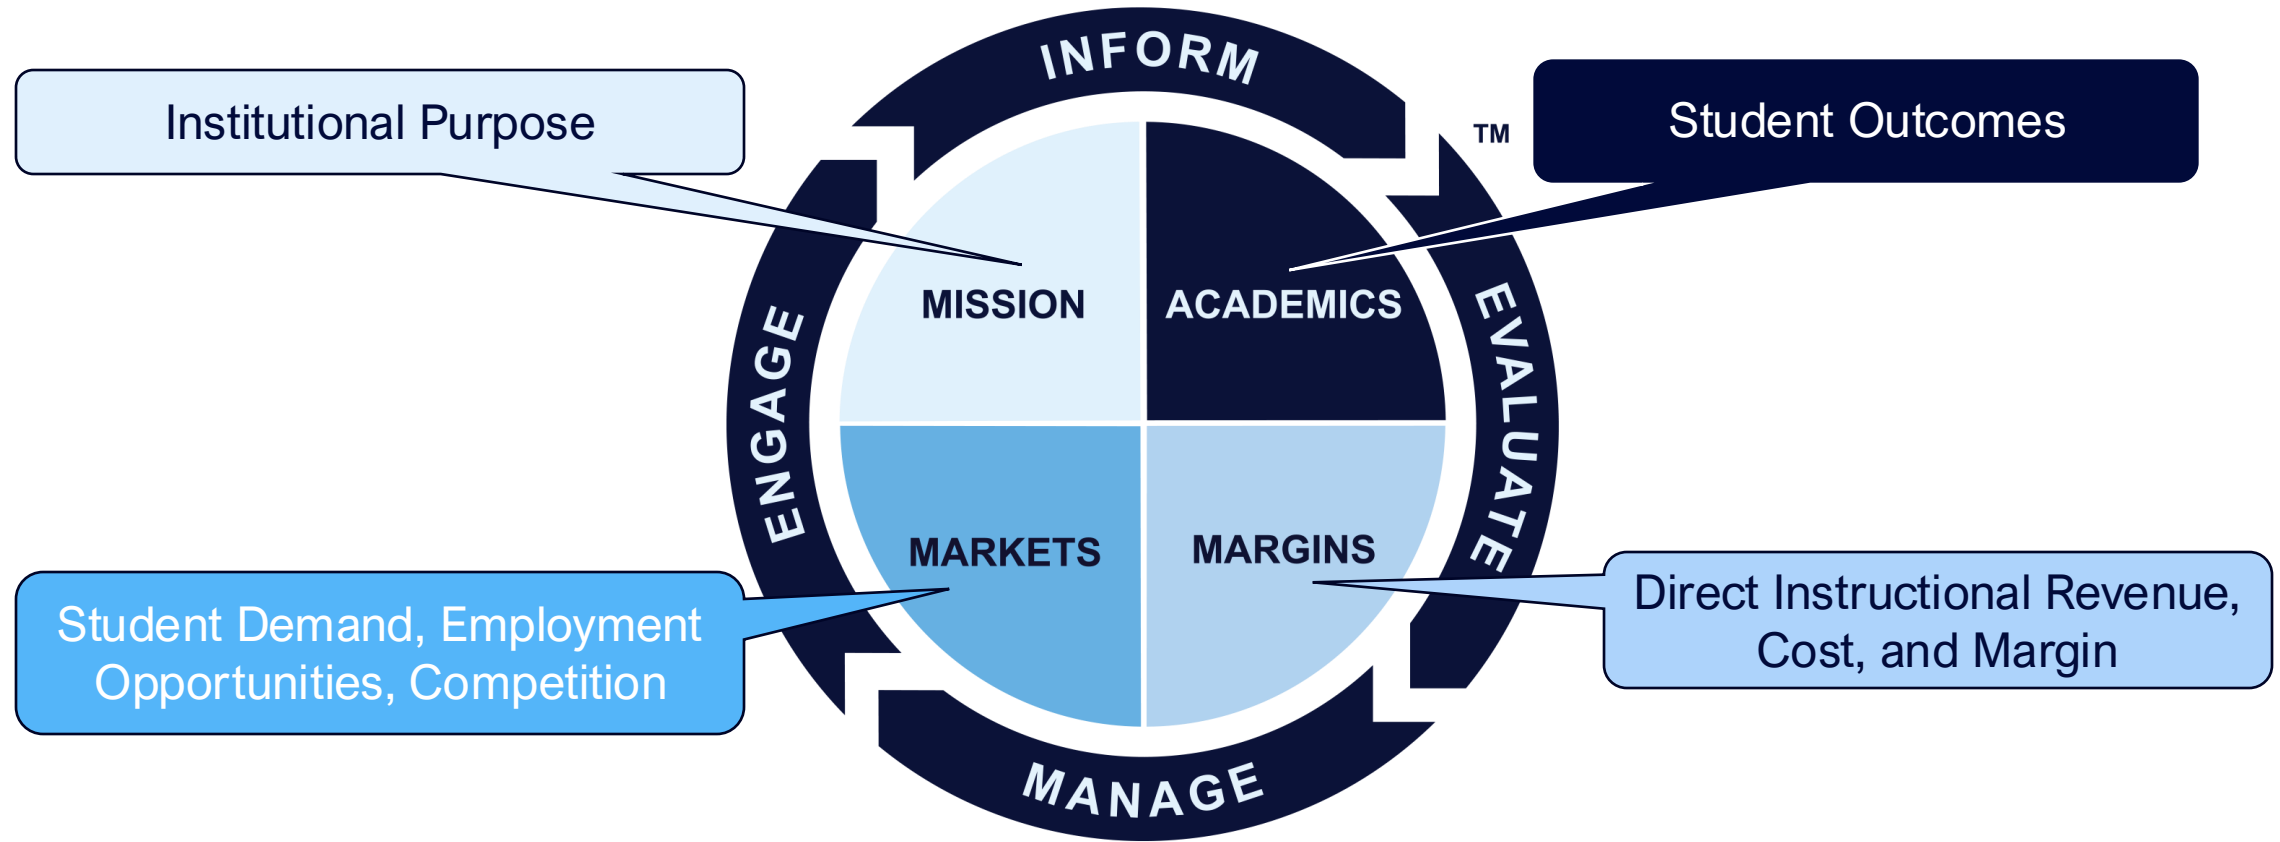 INFORM
Institutional Purpose
Student Outcomes
TM
MISSION
ACADEMICS
ENGAGE
EVALUATE
MARKETS
MARGINS
Student Demand, Employment
Opportunities, Competition
Direct Instructional Revenue,
Cost, and Margin
MANAGE